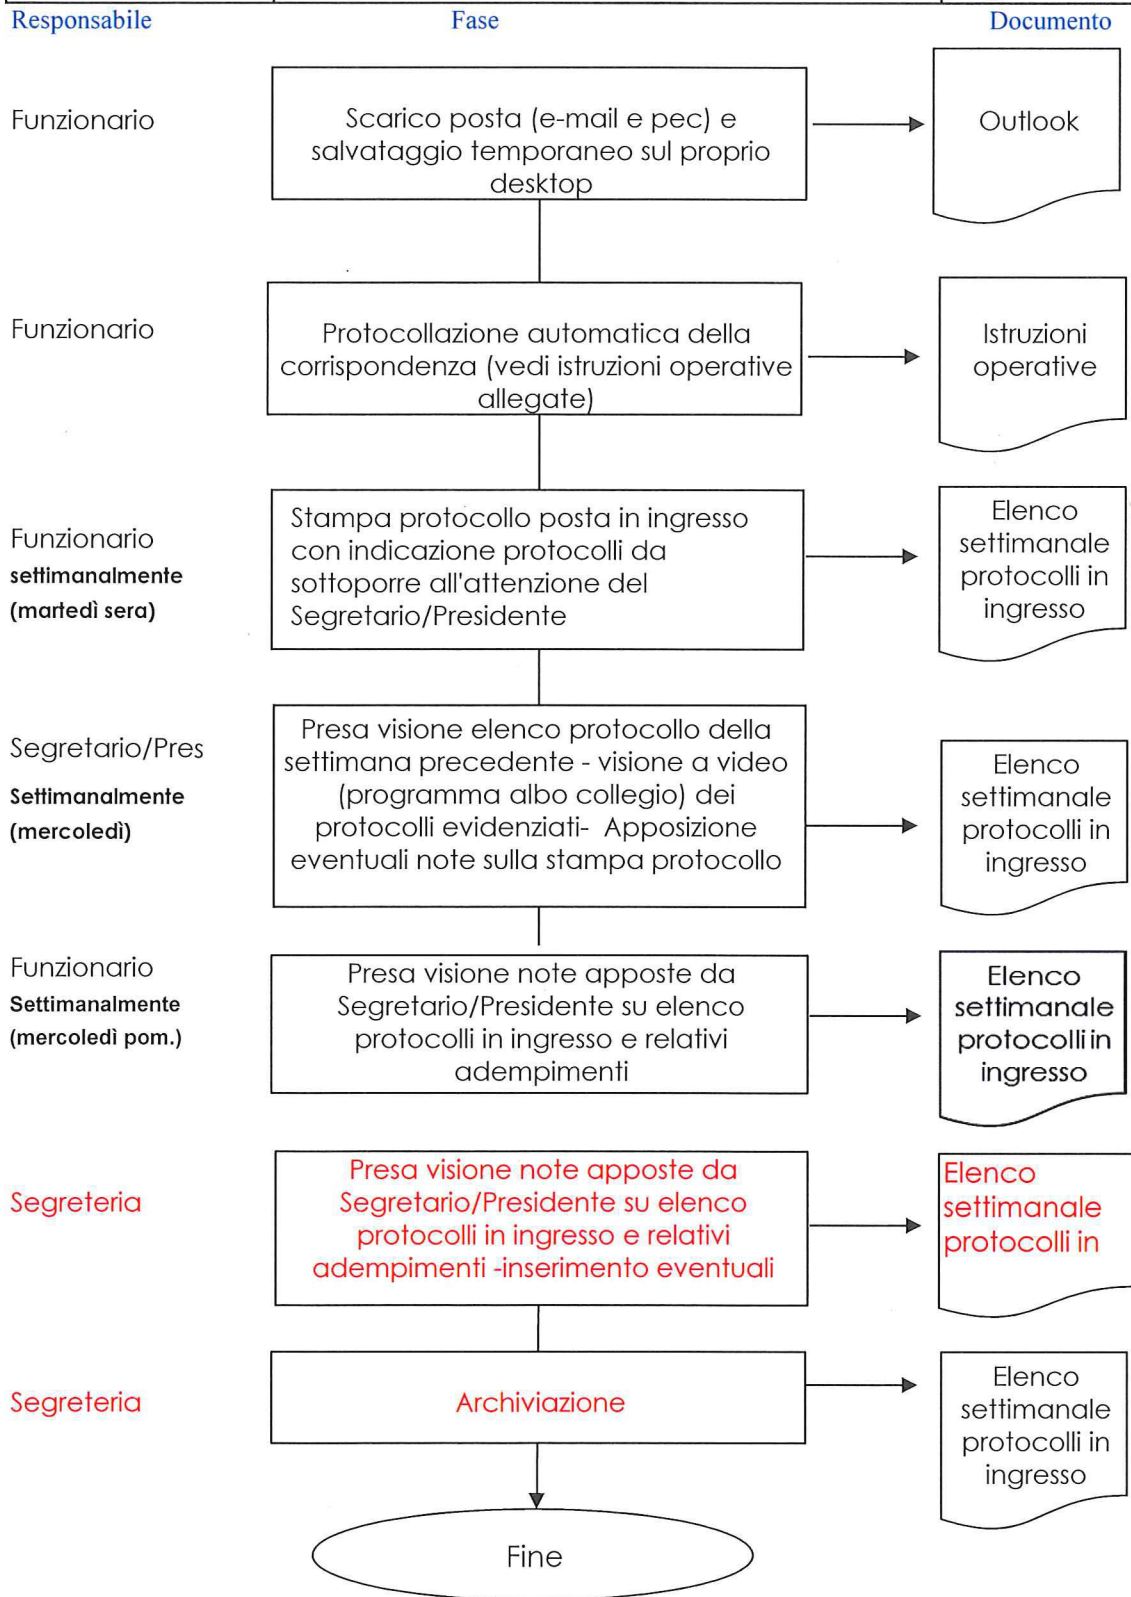 Responsabile
Fase
Documento
Funzionario
Scarico posta (e-mail e pec) e
salvataggio temporaneo sul proprio
desktop
Outlook
Funzionario
Protocollazione automatica della
corrispondenza (vedi istruzioni operative
allegate)
Istruzioni
operative
Funzionario
settimanalmente
(martedì sera)
Stampa protocollo posta in ingresso
con indicazione protocolli da
sottoporre all'attenzione del
Segretario/Presidente
Elenco
settimanale
protocolli in
ingresso
Segretario/Pres
Settimanalmente
(mercoledì)
Presa visione elenco protocollo della
settimana precedente - visione a video
(programma albo collegio) dei
protocolli evidenziati- Apposizione
eventuali note sulla stampa protocollo
Elenco
settimanale
protocolli in
ingresso
Funzionario
Settimanalmente
(mercoledì pom.)
Presa visione note apposte da
Segretario/Presidente su elenco
protocolli in ingresso e relativi
adempimenti
Elenco
settimanale
protocolli in
ingresso
Segreteria
Presa visione note apposte da
Segretario/Presidente su elenco
protocolli in ingresso e relativi
adempimenti -inserimento eventuali
Elenco
settimanale
protocolli in
Segreteria
Archiviazione
Elenco
settimanale
protocolli in
ingresso
Fine